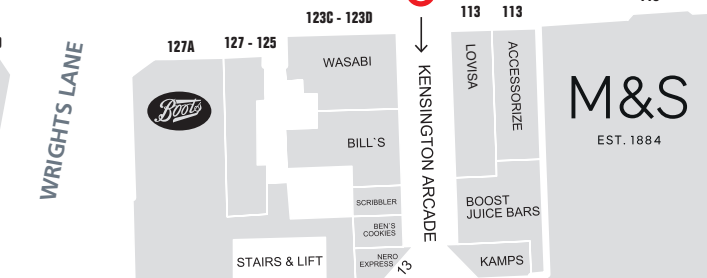 123C - 123D
113
113
127A
127 - 125
WRIGHTS LANE
Boots
WASABI
BILL`S
SCRIBBLER
BEN`S
COOKIES
NERO
EXPRESS
13
STAIRS & LIFT
KENSINGTON ARCADE
LOVISA
ACCESSORIZE
BOOST
JUICE BARS
KAMPS
M&S
EST. 1884